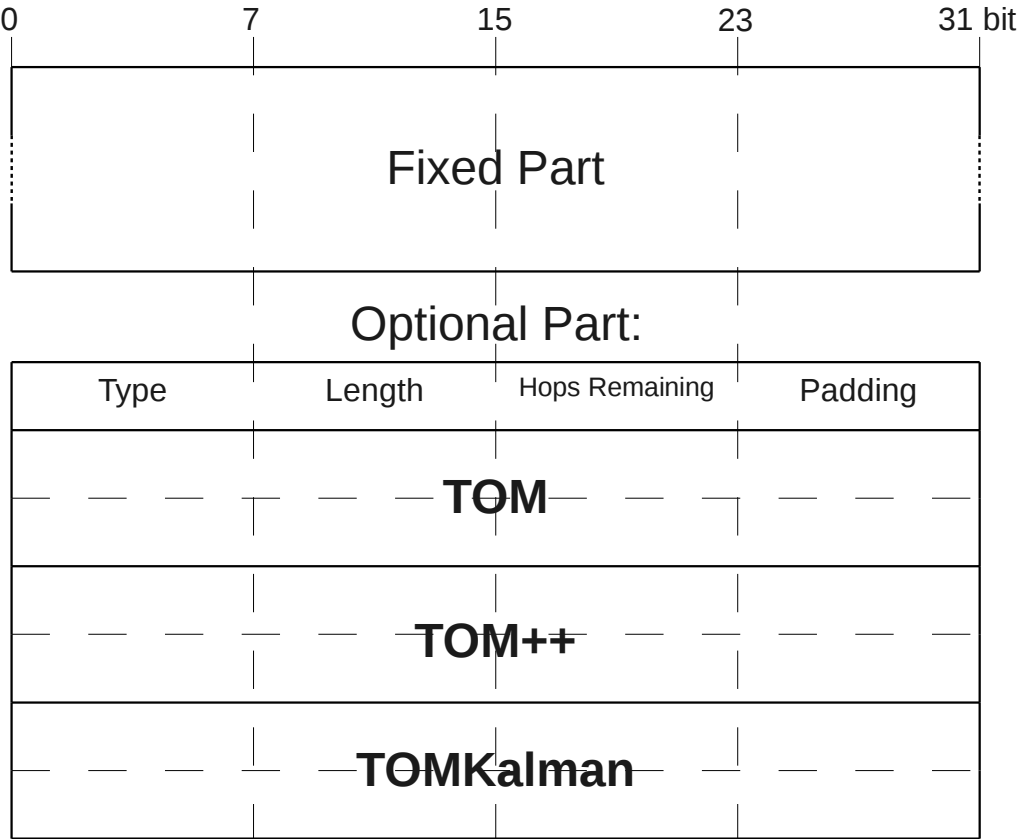 0 7 15 23 31 bit
Fixed Part
Optional Part:
Type Length Hops Remaining Padding
TOM
TOM++
TOMKalman